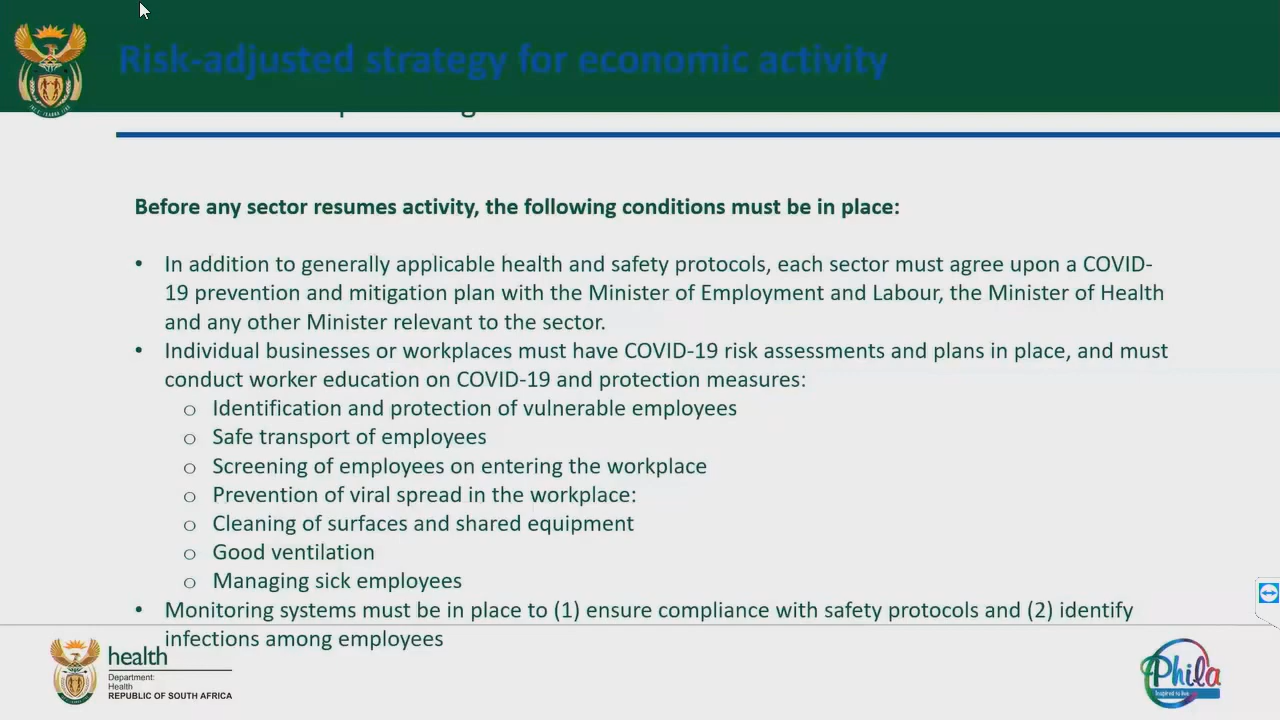 Risk-adjusted strategy for economic activity
Before any sector resumes activity, the following conditions must be in place:
• In addition to generally applicable health and safety protocols, each sector must agree upon a COVID-
19 prevention and mitigation plan with the Minister of Employment and Labour, the Minister of Health
and any other Minister relevant to the sector.
• Individual businesses or workplaces must have COVID-19 risk assessments and plans in place, and must
conduct worker education on COVID-19 and protection measures:
o Identification and protection of vulnerable employees
o Safe transport of employees
o Screening of employees on entering the workplace
o Prevention of viral spread in the workplace:
o Cleaning of surfaces and shared equipment
o Good ventilation
o Managing sick employees
• Monitoring systems must be in place to (1) ensure compliance with safety protocols and (2) identify
infections among employees
health
Department:
Health
REPUBLIC OF SOUTH AFRICA
Phila